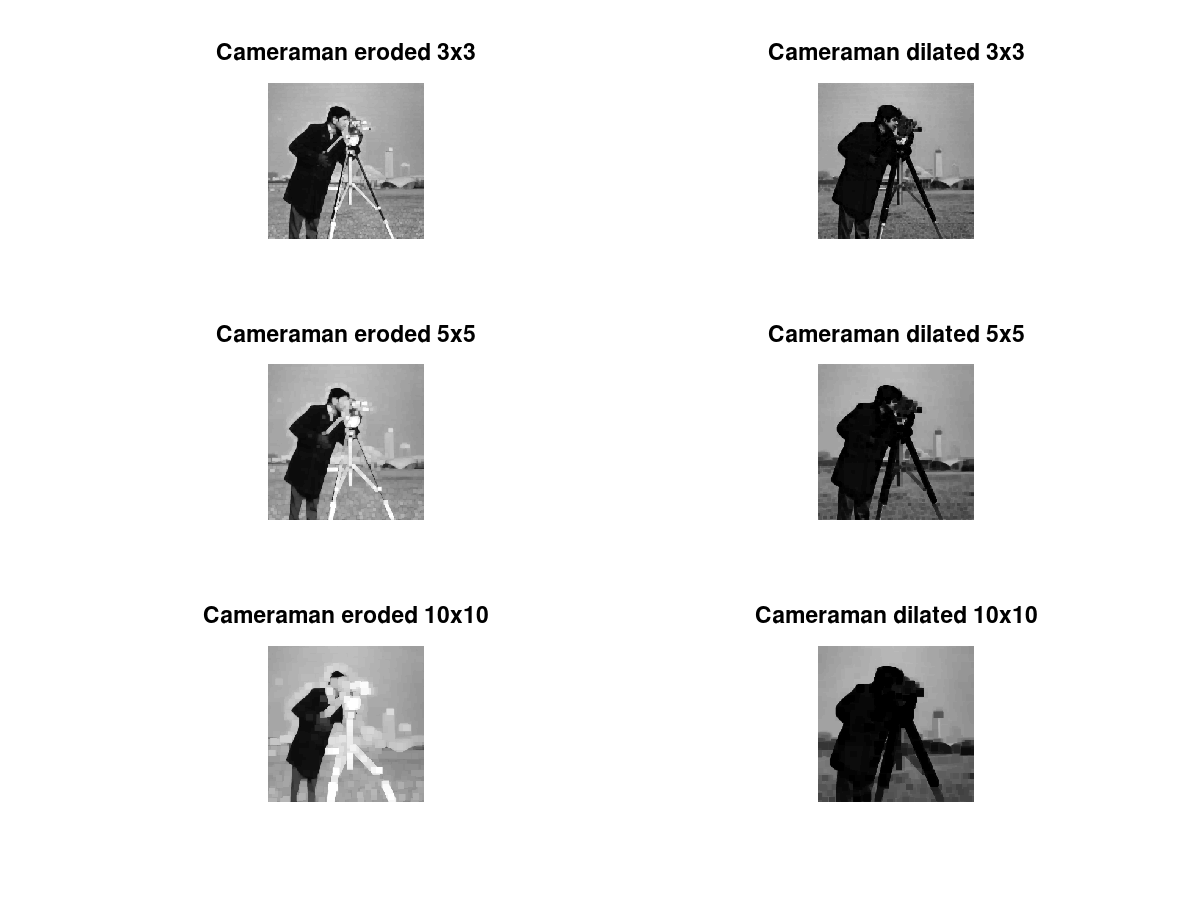 Cameraman eroded 3x3
Cameraman dilated 3x3
Cameraman eroded 5x5
Cameraman dilated 5x5
Cameraman eroded 10x10
Cameraman dilated 10x10